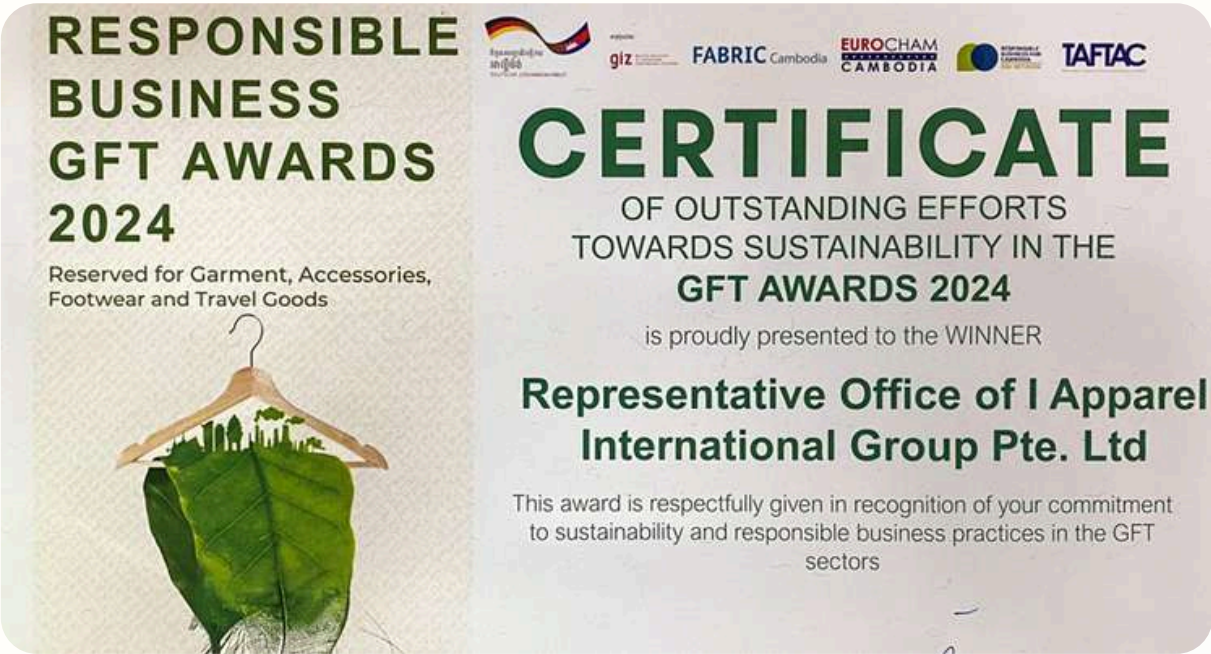 RESPONSIBLE
BUSINESS
GFT AWARDS
2024
Reserved for Garment, Accessories,
Footwear and Travel Goods
giz
FABRIC Cambodia
EUROCHAM
CAMBODIA
TAFTAC
CERTIFICATE
OF OUTSTANDING EFFORTS
TOWARDS SUSTAINABILITY IN THE
GFT AWARDS 2024
is proudly presented to the WINNER
Representative Office of I Apparel
International Group Pte. Ltd
This award is respectfully given in recognition of your commitment
to sustainability and responsible business practices in the GFT
sectors